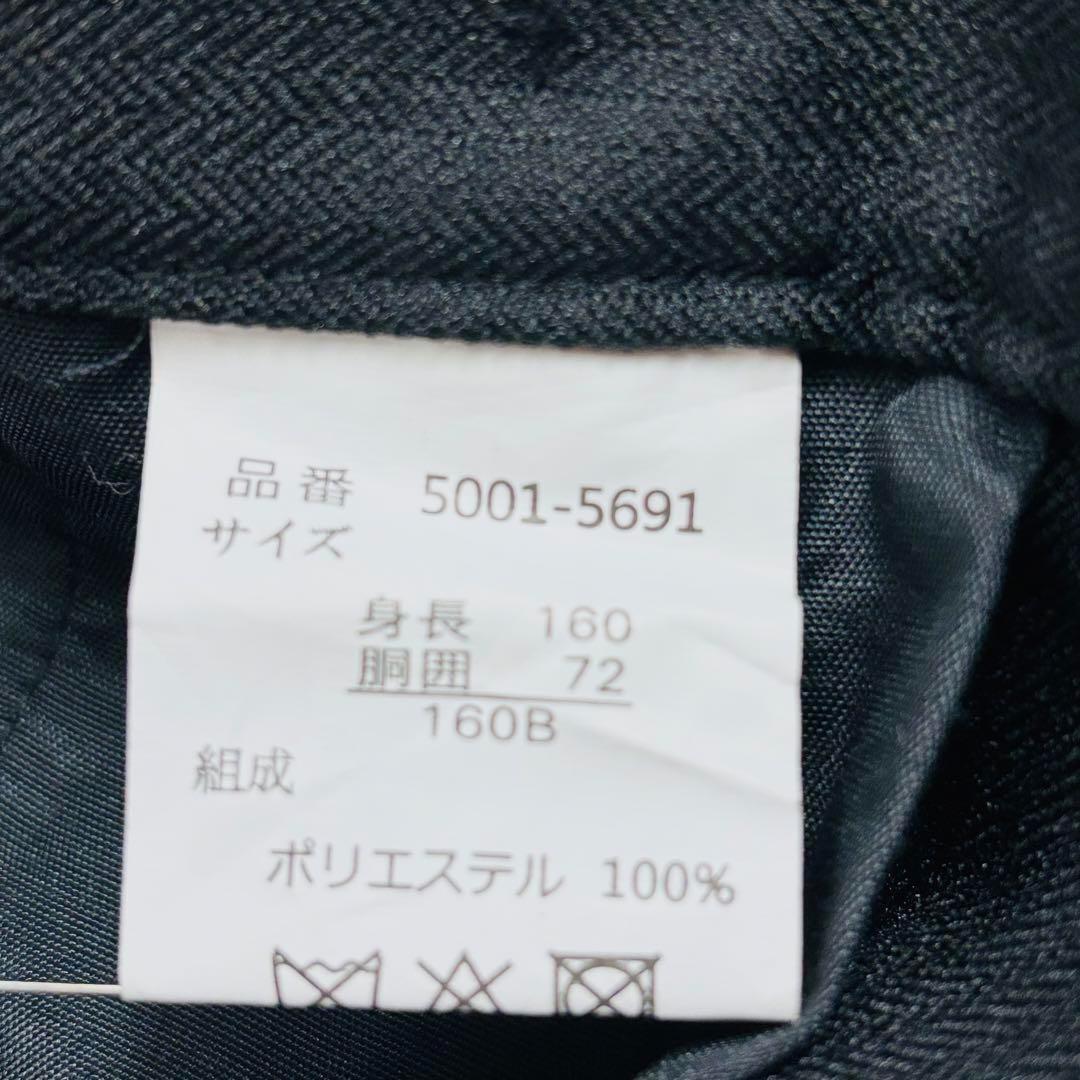 品番 5001-5691
サイズ
身長 160
胴囲 72
160B
組成
ポリエステル 100%